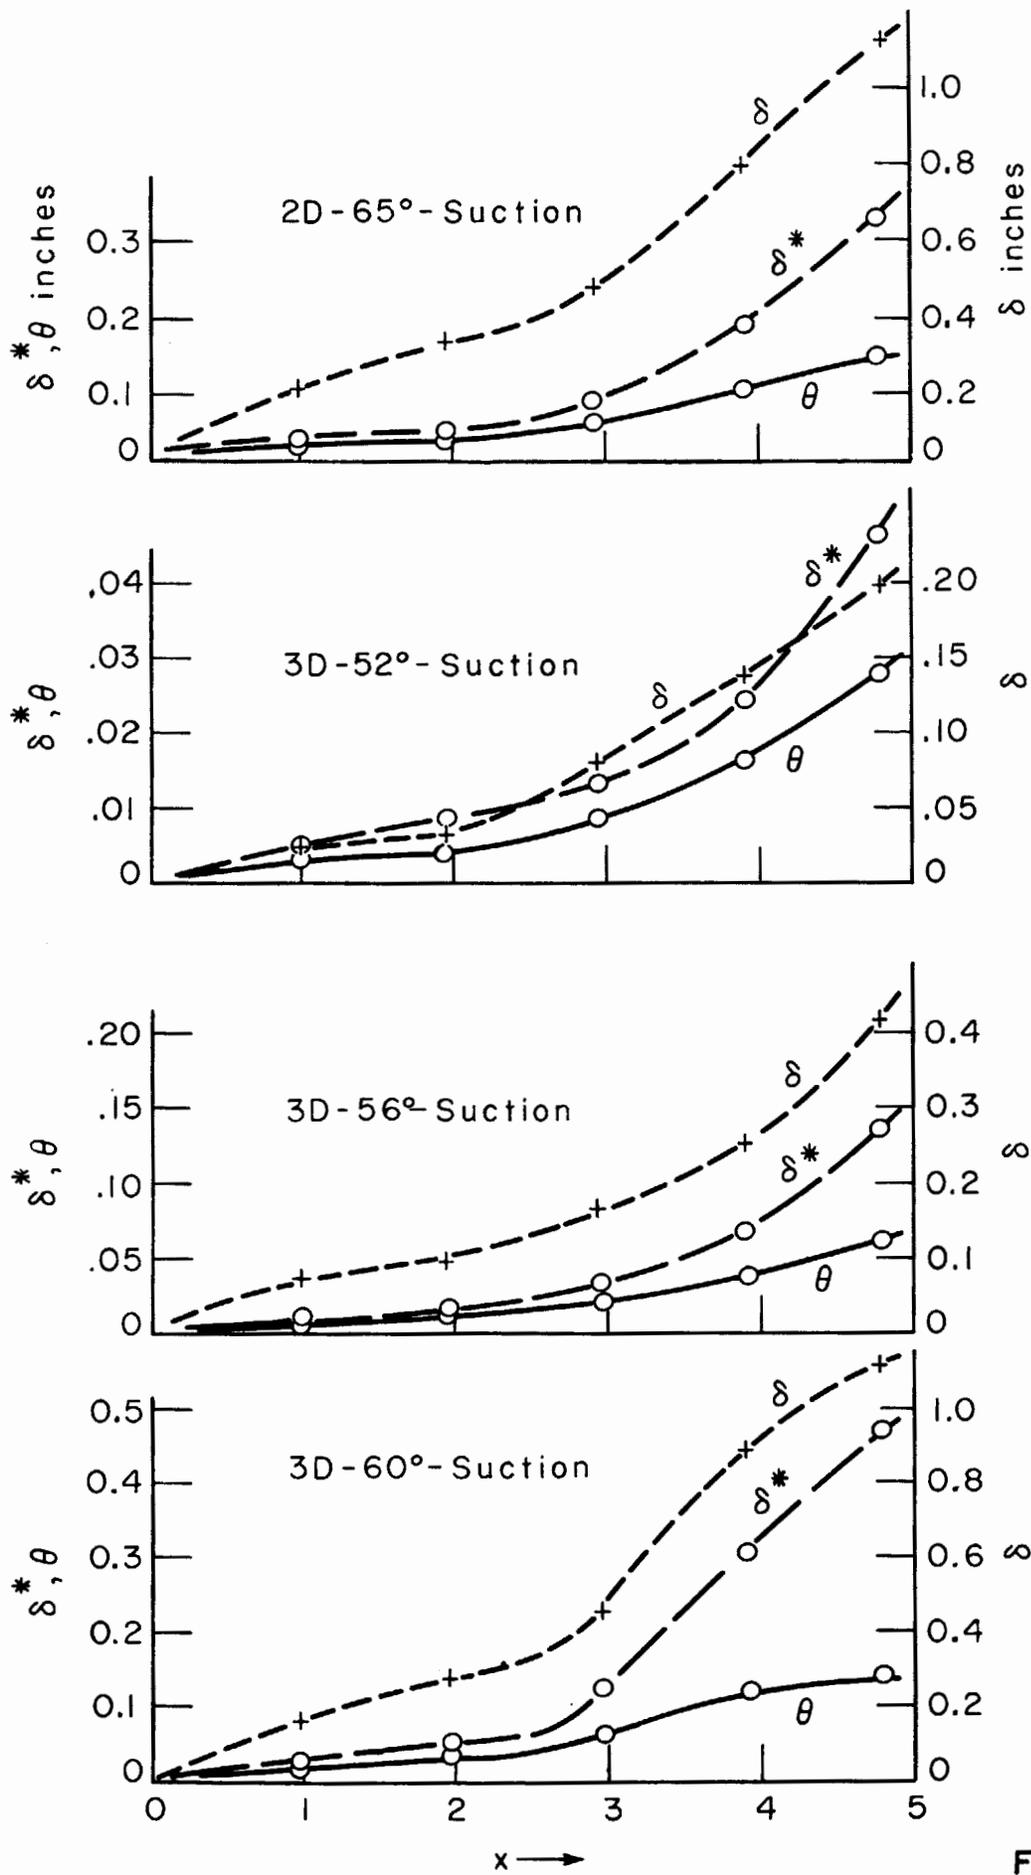 δ*, θ inches
0.3
0.2
0.1
0
2D-65°-Suction
δ
δ*
θ
1.0
0.8
0.6
0.4
0.2
0
δ inches
δ*, θ
.04
.03
.02
.01
0
3D-52°-Suction
δ
δ*
θ
.20
.15
.10
.05
0
δ
δ*, θ
.20
.15
.10
.05
0
3D-56°-Suction
δ
δ*
θ
0.4
0.3
0.2
0.1
0
δ
δ*, θ
0.5
0.4
0.3
0.2
0.1
0
3D-60°-Suction
δ
δ*
θ
1.0
0.8
0.6
0.4
0.2
0
δ
0 1 2 3 4 5
x →
F